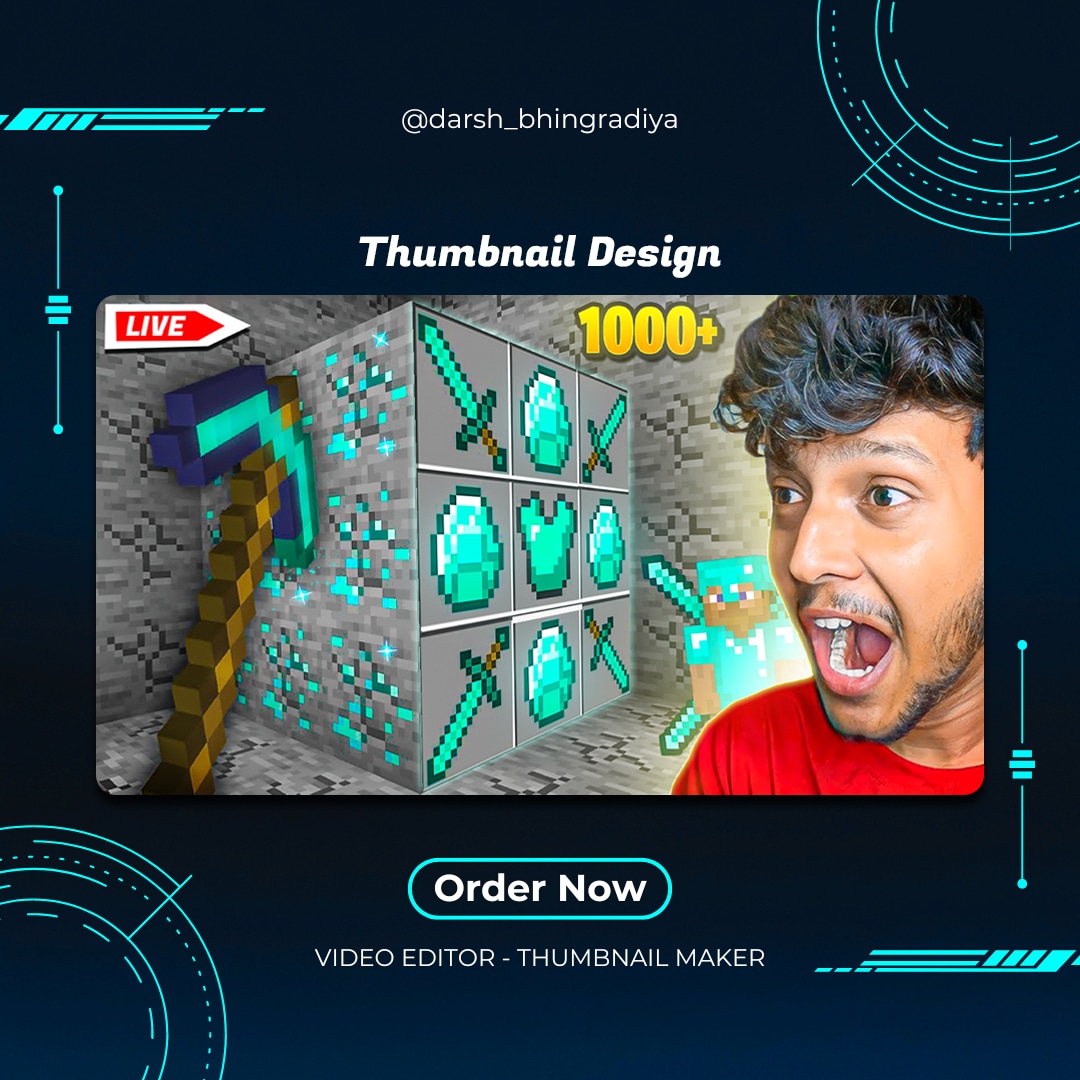 @darsh_bhingradiya
Thumbnail Design
LIVE
1000+
Order Now
VIDEO EDITOR - THUMBNAIL MAKER